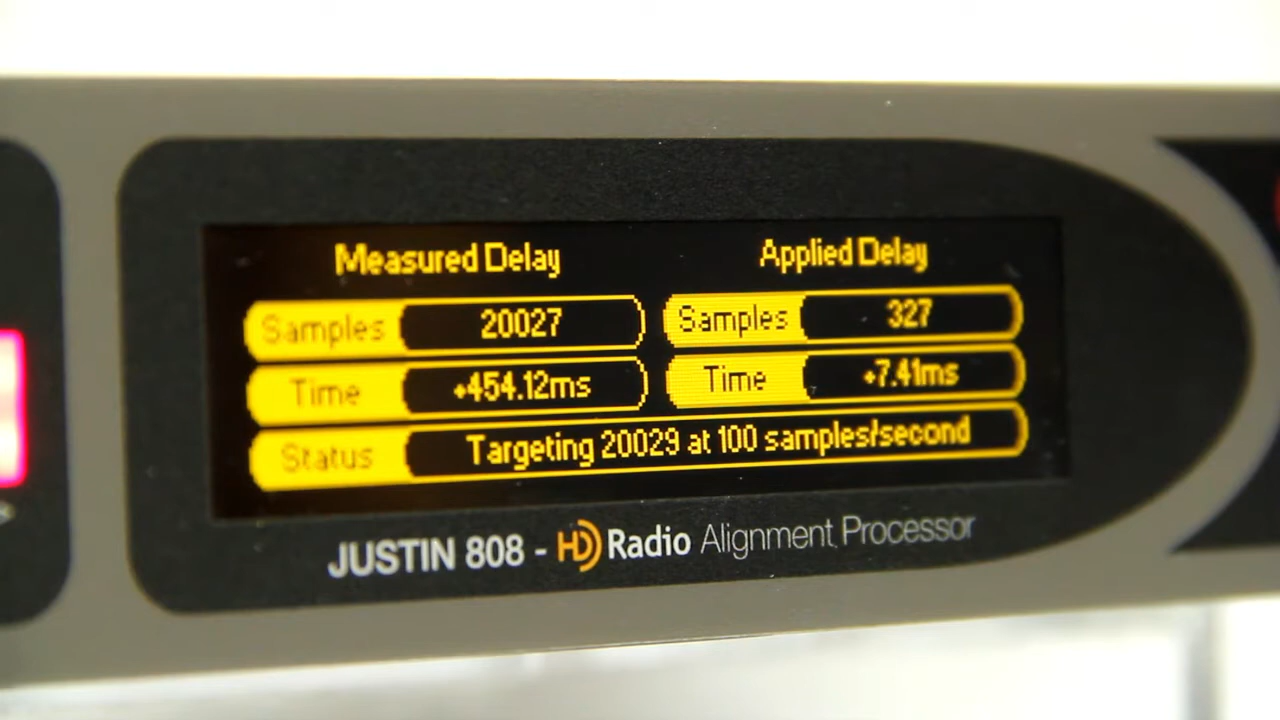 Measured Delay Applied Delay
Samples 20027 Samples 327
Time +454.12ms Time +7.41ms
Status Targeting 20029 at 100 samples/second
JUSTIN 808 - HD Radio Alignment Processor